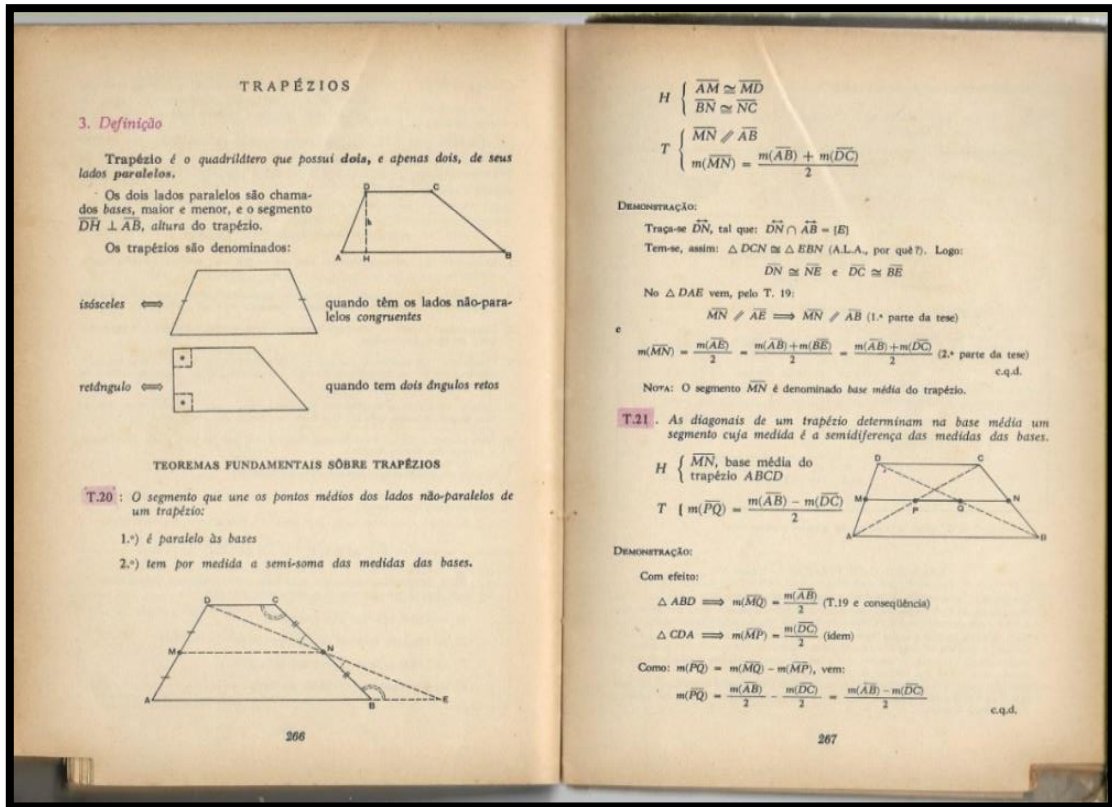 TRAPÉZIOS
3. Definição
Trapézio é o quadrilátero que possui dois, e apenas dois, de seus
lados paralelos.
Os dois lados paralelos são chama-
dos bases, maior e menor, e o segmento
DH ⊥ AB, altura do trapézio.
Os trapézios são denominados:
D C
h
A H B
isósceles ⟺ quando têm os lados não-para-
lelos congruentes
retângulo ⟺ quando tem dois ângulos retos
TEOREMAS FUNDAMENTAIS SÔBRE TRAPÉZIOS
T.20 : O segmento que une os pontos médios dos lados não-paralelos de
um trapézio:
1.º) é paralelo às bases
2.º) tem por medida a semi-soma das medidas das bases.
D C
M N
A B E
266
H { AM ≅ MD
BN ≅ NC
T { MN // AB
m(MN) = (m(AB) + m(DC))/2
DEMONSTRAÇÃO:
Traça-se DN, tal que: DN ∩ AB = {E}
Tem-se, assim: △ DCN ≅ △ EBN (A.L.A., por quê?). Logo:
DN ≅ NE e DC ≅ BE
No △ DAE vem, pelo T. 19:
MN // AE ⟹ MN // AB (1.ª parte da tese)
e
m(MN) = m(AE)/2 = (m(AB)+m(BE))/2 = (m(AB)+m(DC))/2 (2.ª parte da tese)
c.q.d.
NOTA: O segmento MN é denominado base média do trapézio.
T.21 . As diagonais de um trapézio determinam na base média um
segmento cuja medida é a semidiferença das medidas das bases.
H { MN, base média do
trapézio ABCD
T { m(PQ) = (m(AB) − m(DC))/2
D C
M P Q N
A B
DEMONSTRAÇÃO:
Com efeito:
△ ABD ⟹ m(MQ) = m(AB)/2 (T.19 e conseqüência)
△ CDA ⟹ m(MP) = m(DC)/2 (idem)
Como: m(PQ) = m(MQ) − m(MP), vem:
m(PQ) = m(AB)/2 − m(DC)/2 = (m(AB) − m(DC))/2
c.q.d.
267